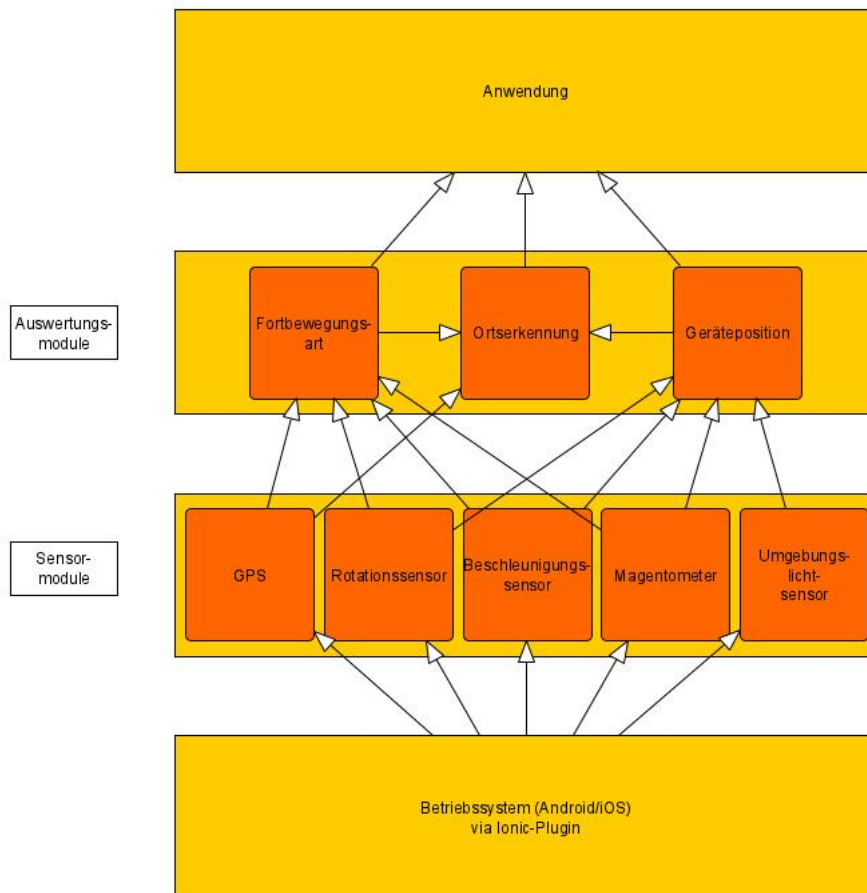 Anwendung
Auswertungs-
module
Fortbewegungs-
art
Ortserkennung
Geräteposition
Sensor-
module
GPS
Rotationssensor
Beschleunigungs-
sensor
Magentometer
Umgebungs-
licht-
sensor
Betriebssystem (Android/iOS)
via Ionic-Plugin